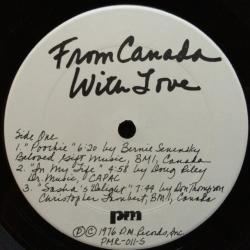 From Canada
With Love
Side One
1. "Poochie" 6:20 by Bernie Senensky
Beloved Gift Music, BMI, Canada
2. "In My Life" 4:58 by Doug Riley
Dr. Music, CAPAC
3. "Sasha's Delight" 7:44 by Don Thompson
Christopher Lambert, BMI, Canada
pm
Ⓟ © 1976 P.M. Records, Inc.
PMR-011-S